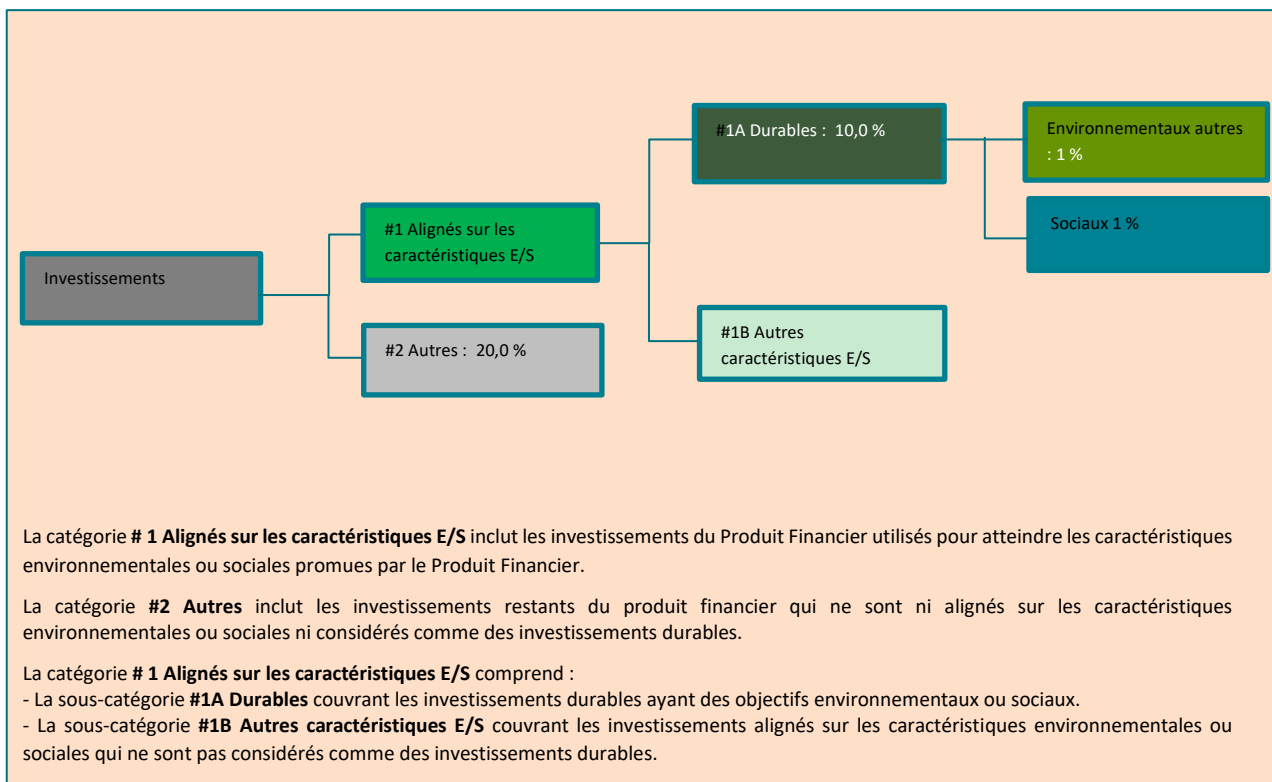 #1A Durables : 10,0 %
Environnementaux autres
: 1 %
#1 Alignés sur les
caractéristiques E/S
Sociaux 1 %
Investissements
#2 Autres : 20,0 %
#1B Autres
caractéristiques E/S
La catégorie # 1 Alignés sur les caractéristiques E/S inclut les investissements du Produit Financier utilisés pour atteindre les caractéristiques
environnementales ou sociales promues par le Produit Financier.
La catégorie #2 Autres inclut les investissements restants du produit financier qui ne sont ni alignés sur les caractéristiques
environnementales ou sociales ni considérés comme des investissements durables.
La catégorie # 1 Alignés sur les caractéristiques E/S comprend :
- La sous-catégorie #1A Durables couvrant les investissements durables ayant des objectifs environnementaux ou sociaux.
- La sous-catégorie #1B Autres caractéristiques E/S couvrant les investissements alignés sur les caractéristiques environnementales ou
sociales qui ne sont pas considérés comme des investissements durables.